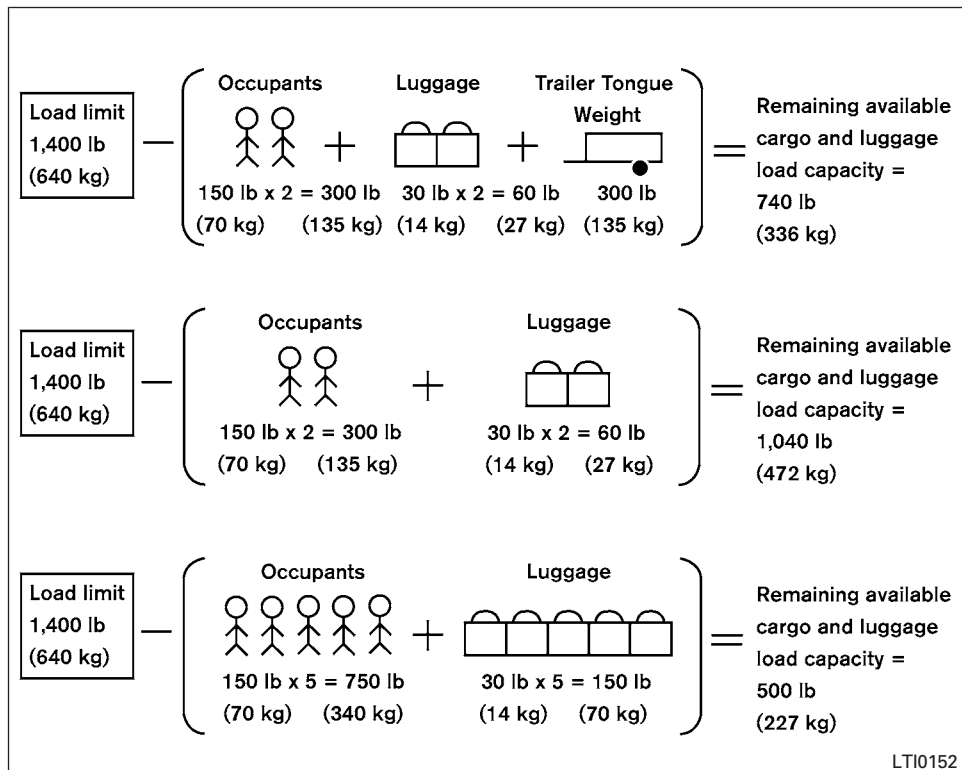 Occupants Luggage Trailer Tongue
Weight
Load limit
1,400 lb
(640 kg)
150 lb x 2 = 300 lb 30 lb x 2 = 60 lb 300 lb
(70 kg) (135 kg) (14 kg) (27 kg) (135 kg)
Remaining available
cargo and luggage
load capacity =
740 lb
(336 kg)
Occupants Luggage
Load limit
1,400 lb
(640 kg)
150 lb x 2 = 300 lb 30 lb x 2 = 60 lb
(70 kg) (135 kg) (14 kg) (27 kg)
Remaining available
cargo and luggage
load capacity =
1,040 lb
(472 kg)
Occupants Luggage
Load limit
1,400 lb
(640 kg)
150 lb x 5 = 750 lb 30 lb x 5 = 150 lb
(70 kg) (340 kg) (14 kg) (70 kg)
Remaining available
cargo and luggage
load capacity =
500 lb
(227 kg)
LTI0152